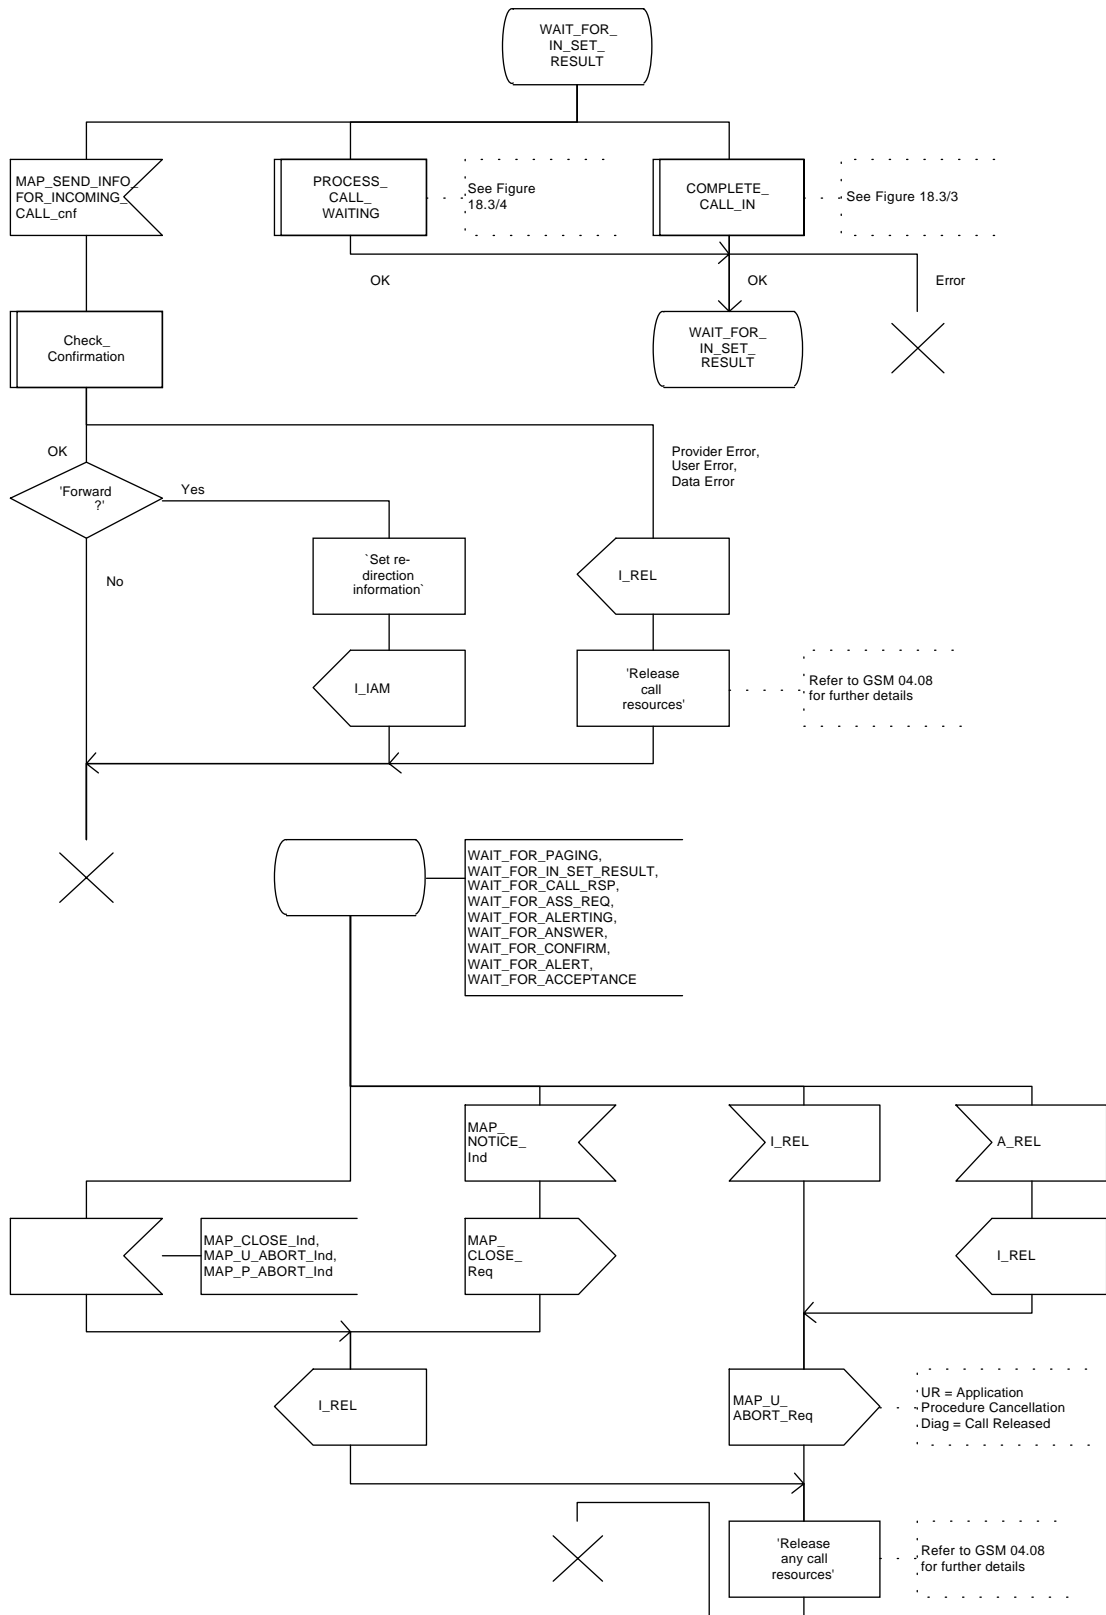 WAIT_FOR_
IN_SET_
RESULT
MAP_SEND_INFO_
FOR_INCOMING_
CALL_cnf
PROCESS_
CALL_
WAITING
See Figure
18.3/4
COMPLETE_
CALL_IN
See Figure 18.3/3
OK
OK
Error
Check_
Confirmation
WAIT_FOR_
IN_SET_
RESULT
OK
Provider Error,
User Error,
Data Error
'Forward
?'
Yes
No
`Set re-
direction
information`
I_REL
I_IAM
'Release
call
resources'
Refer to GSM 04.08
for further details
WAIT_FOR_PAGING,
WAIT_FOR_IN_SET_RESULT,
WAIT_FOR_CALL_RSP,
WAIT_FOR_ASS_REQ,
WAIT_FOR_ALERTING,
WAIT_FOR_ANSWER,
WAIT_FOR_CONFIRM,
WAIT_FOR_ALERT,
WAIT_FOR_ACCEPTANCE
MAP_
NOTICE_
Ind
I_REL
A_REL
MAP_CLOSE_Ind,
MAP_U_ABORT_Ind,
MAP_P_ABORT_Ind
MAP_
CLOSE_
Req
I_REL
I_REL
MAP_U_
ABORT_Req
UR = Application
Procedure Cancellation
Diag = Call Released
'Release
any call
resources'
Refer to GSM 04.08
for further details